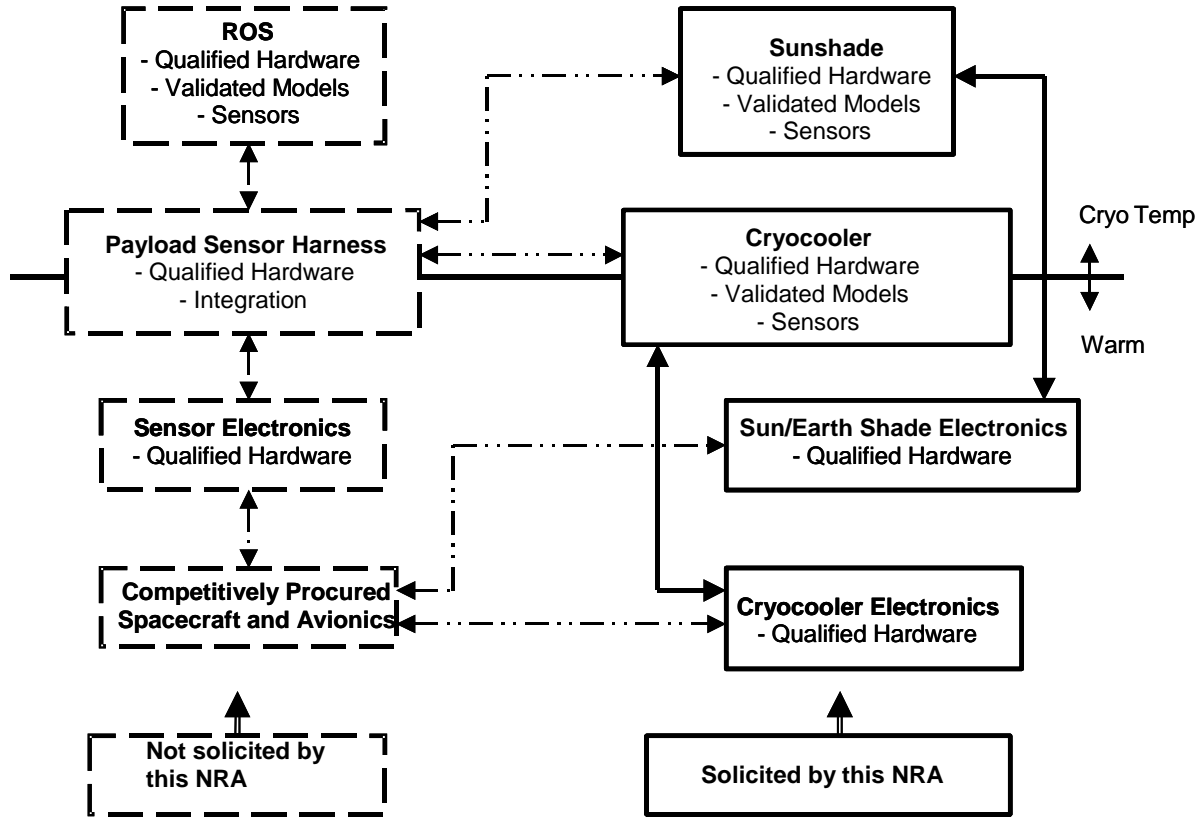 ROS
- Qualified Hardware
- Validated Models
- Sensors
Sunshade
- Qualified Hardware
- Validated Models
- Sensors
Payload Sensor Harness
- Qualified Hardware
- Integration
Cryocooler
- Qualified Hardware
- Validated Models
- Sensors
Cryo Temp
Warm
Sensor Electronics
- Qualified Hardware
Sun/Earth Shade Electronics
- Qualified Hardware
Competitively Procured
Spacecraft and Avionics
Cryocooler Electronics
- Qualified Hardware
Not solicited by
this NRA
Solicited by this NRA